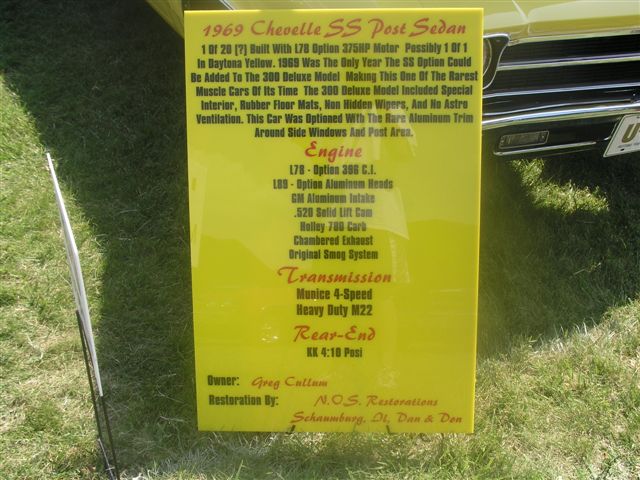 1969 Chevelle SS Post Sedan
1 Of 20 [?] Built With L78 Option 375HP Motor Possibly 1 Of 1
In Daytona Yellow. 1969 Was The Only Year The SS Option Could
Be Added To The 300 Deluxe Model Making This One Of The Rarest
Muscle Cars Of Its Time The 300 Deluxe Model Included Special
Interior, Rubber Floor Mats, Non Hidden Wipers, And No Astro
Ventilation. This Car Was Optioned With The Rare Aluminum Trim
Around Side Windows And Post Area.
Engine
L78 - Option 396 C.I.
L89 - Option Aluminum Heads
GM Aluminum Intake
.520 Solid Lift Cam
Holley 780 Carb
Chambered Exhaust
Original Smog System
Transmission
Munice 4-Speed
Heavy Duty M22
Rear-End
KK 4:10 Posi
Owner: Greg Cullum
Restoration By: N.O.S. Restorations
Schaumburg, Il, Dan & Don